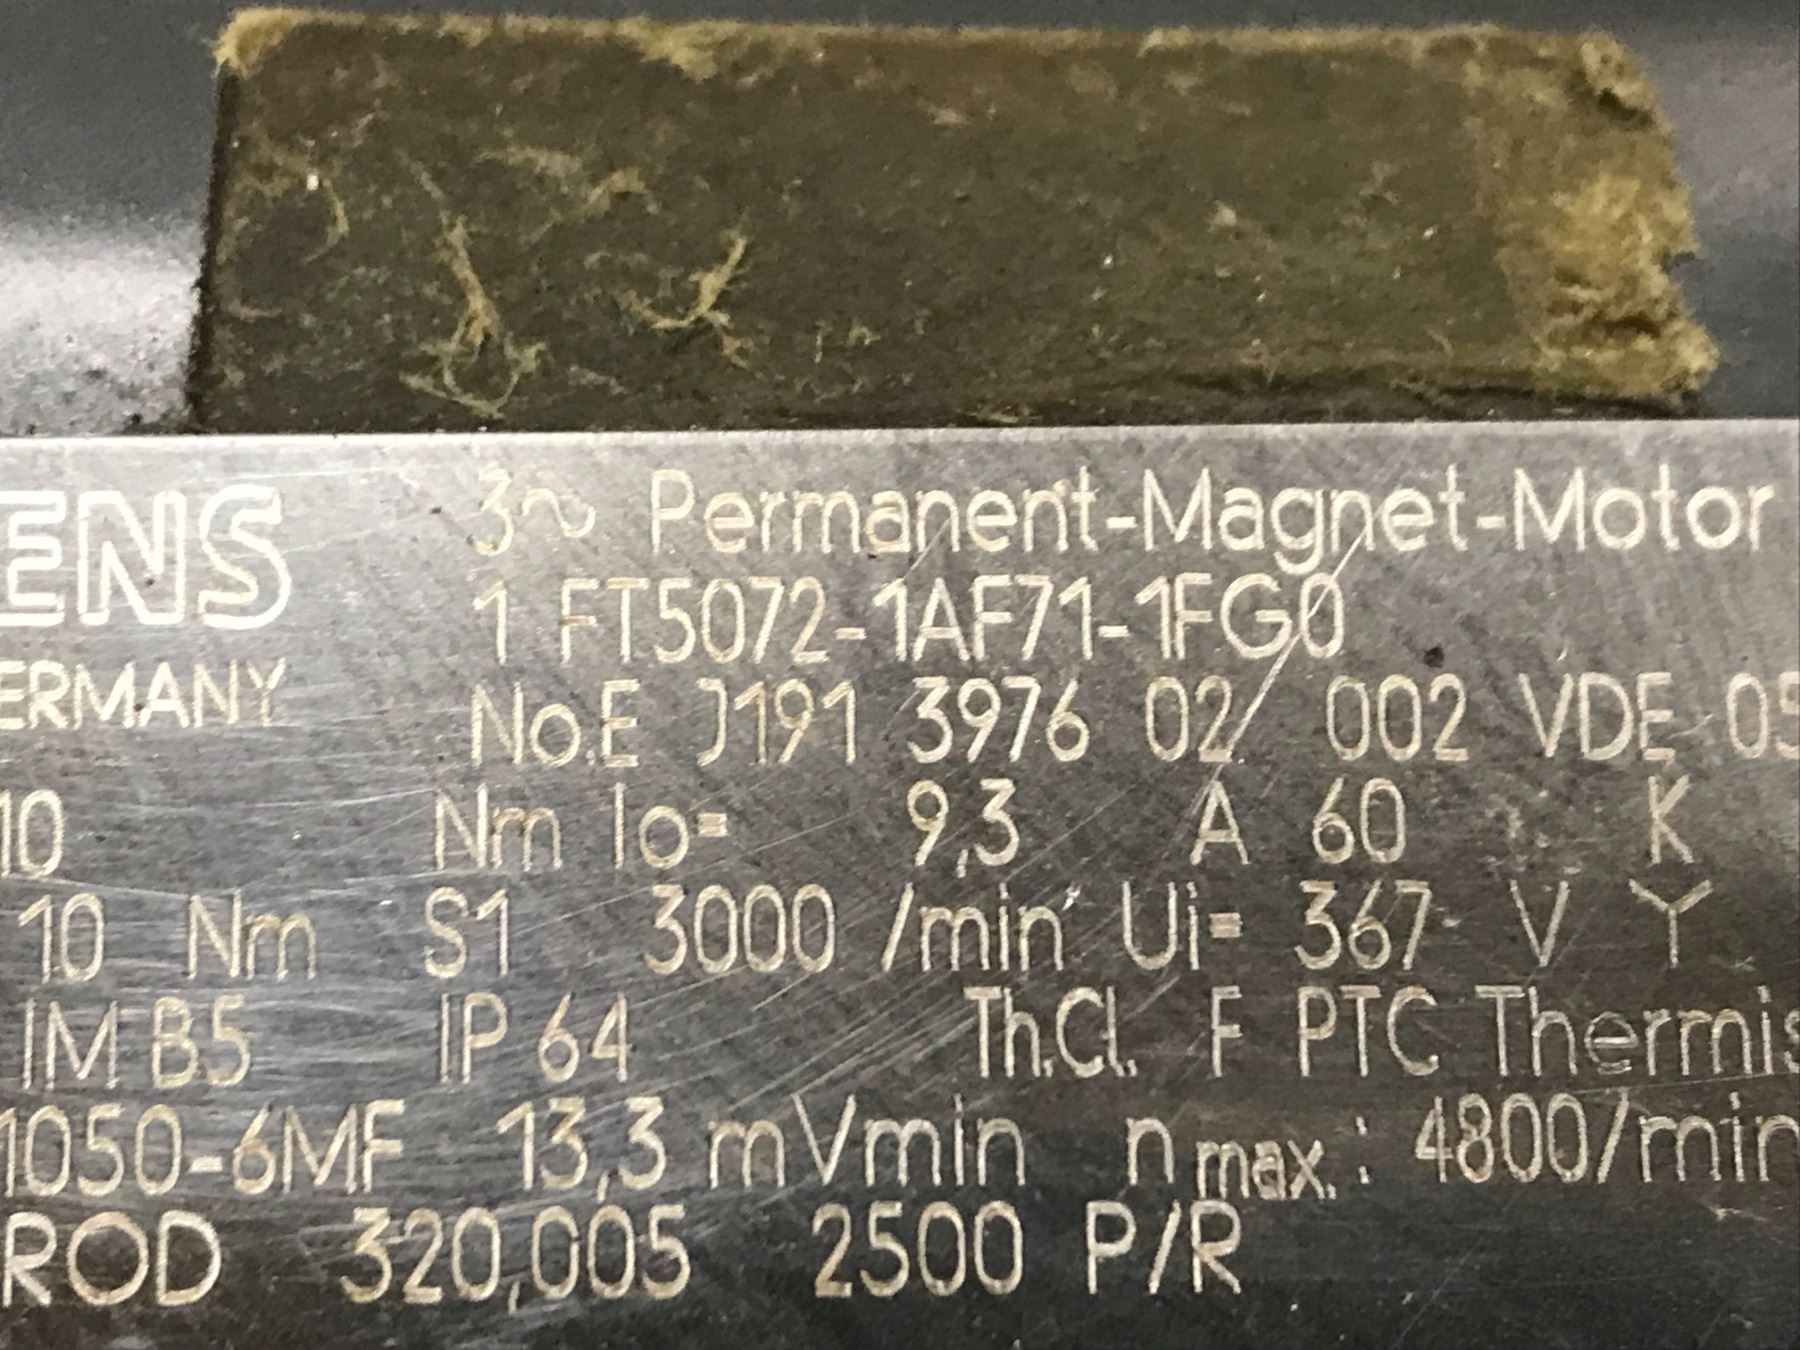 ENS 3~ Permanent-Magnet-Motor
1 FT5072-1AF71-1FG0
ERMANY
No.E J191 3976 02 002 VDE 05
10 Nm Io= 9,3 A 60 K
10 Nm S1 3000 /min Ui= 367 V Y
IM B5 IP 64 Th.Cl. F PTC Thermis
1050-6MF 13,3 mVmin n max.: 4800/min
ROD 320,005 2500 P/R